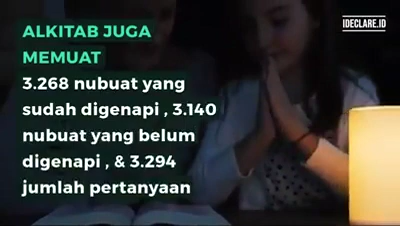 IDECLARE.ID
ALKITAB JUGA
MEMUAT
3.268 nubuat yang
sudah digenapi , 3.140
nubuat yang belum
digenapi , & 3.294
jumlah pertanyaan